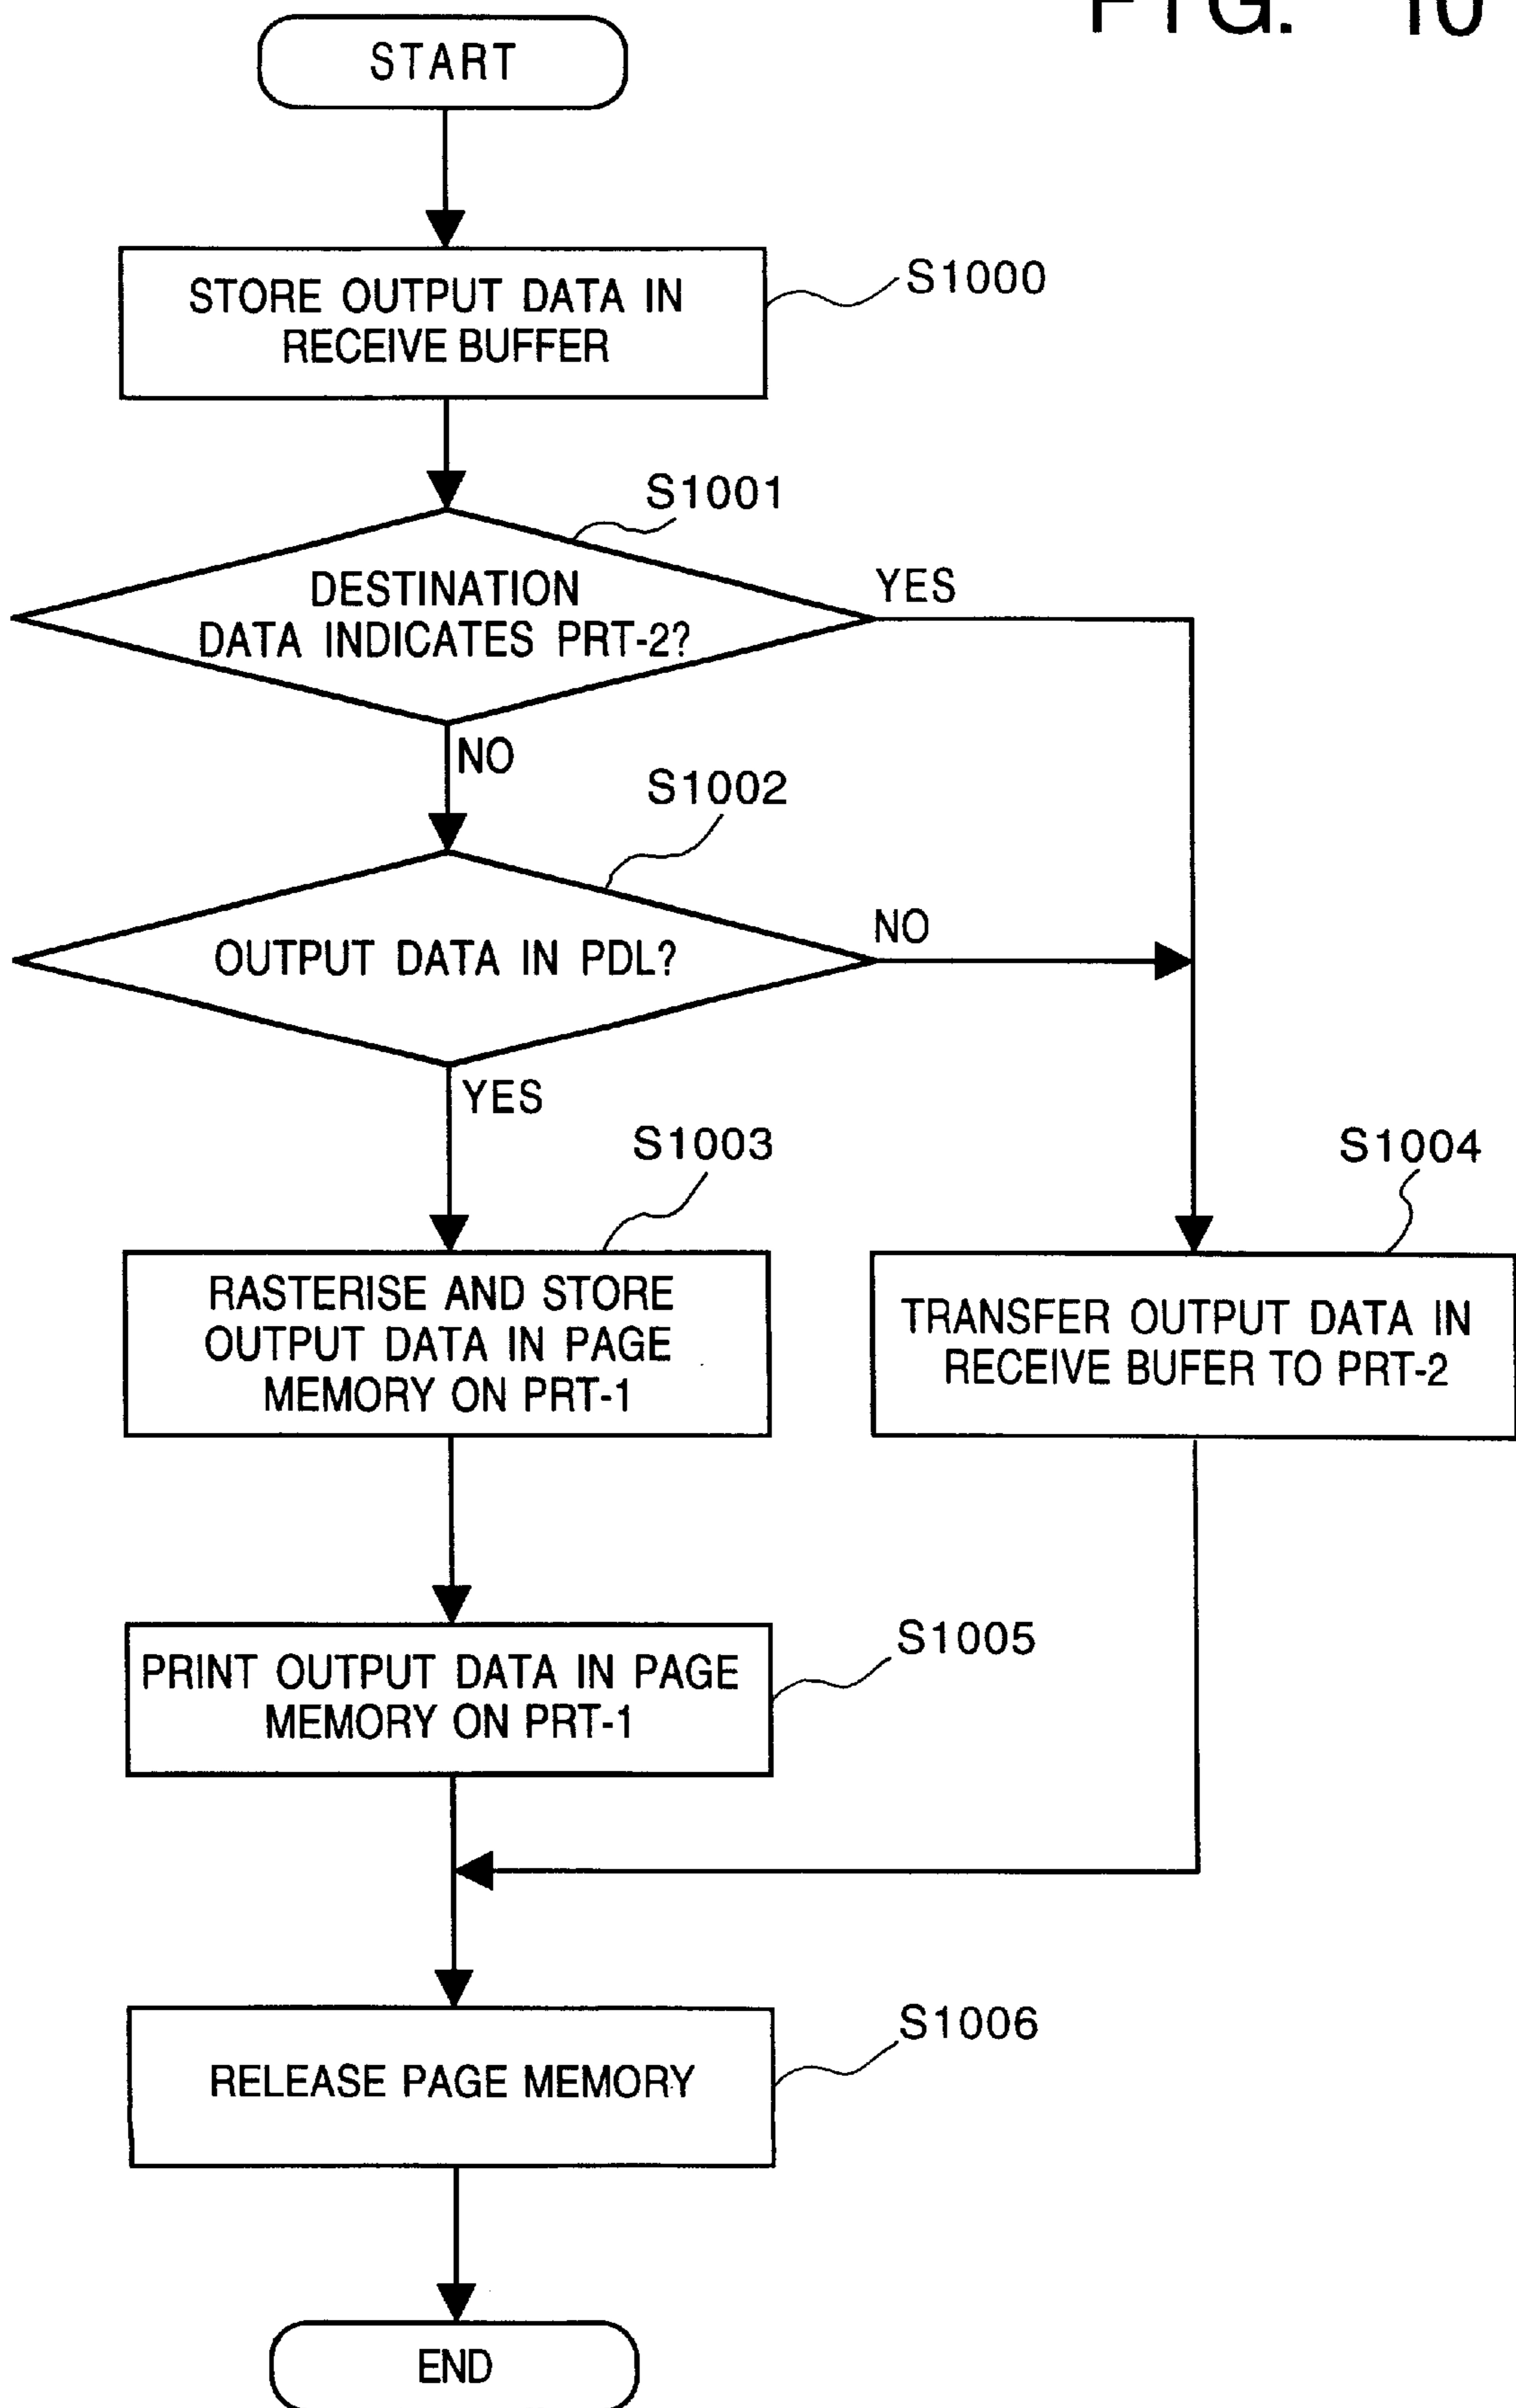 FIG. 10
START
STORE OUTPUT DATA IN
RECEIVE BUFFER
S1000
S1001
DESTINATION
DATA INDICATES PRT-2?
YES
NO
S1002
OUTPUT DATA IN PDL?
NO
YES
S1003
RASTERISE AND STORE
OUTPUT DATA IN PAGE
MEMORY ON PRT-1
S1004
TRANSFER OUTPUT DATA IN
RECEIVE BUFER TO PRT-2
PRINT OUTPUT DATA IN PAGE
MEMORY ON PRT-1
S1005
RELEASE PAGE MEMORY
S1006
END